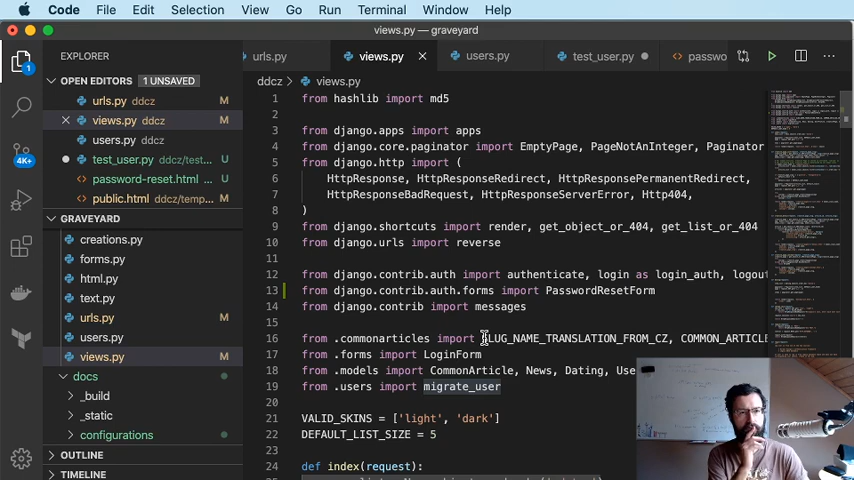 Code File Edit Selection View Go Run Terminal Window Help
views.py — graveyard
EXPLORER
urls.py views.py users.py test_user.py passwo
OPEN EDITORS 1 UNSAVED
ddcz views.py
urls.py ddcz M
views.py ddcz M
users.py ddcz
test_user.py ddcz/test... U
password-reset.html U
public.html ddcz/temp... M
GRAVEYARD
creations.py
forms.py
html.py
text.py
urls.py M
users.py
views.py M
docs
_build
_static
configurations
OUTLINE
TIMELINE
1
4K+
1 from hashlib import md5
2
3 from django.apps import apps
4 from django.core.paginator import EmptyPage, PageNotAnInteger, Paginator
5 from django.http import (
6 HttpResponse, HttpResponseRedirect, HttpResponsePermanentRedirect,
7 HttpResponseBadRequest, HttpResponseServerError, Http404,
8 )
9 from django.shortcuts import render, get_object_or_404, get_list_or_404
10 from django.urls import reverse
11
12 from django.contrib.auth import authenticate, login as login_auth, logout
13 from django.contrib.auth.forms import PasswordResetForm
14 from django.contrib import messages
15
16 from .commonarticles import SLUG_NAME_TRANSLATION_FROM_CZ, COMMON_ARTICLE
17 from .forms import LoginForm
18 from .models import CommonArticle, News, Dating, Use
19 from .users import migrate_user
20
21 VALID_SKINS = ['light', 'dark']
22 DEFAULT_LIST_SIZE = 5
23
24 def index(request):